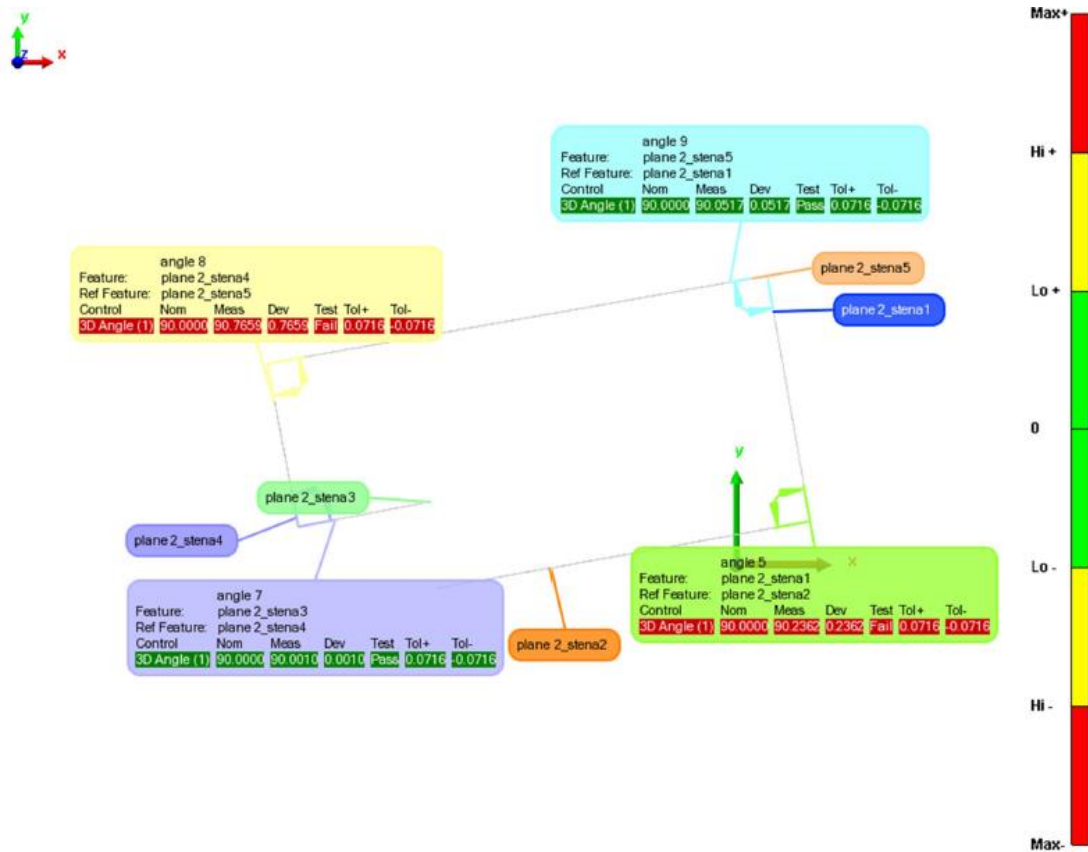 y
z x
Max+
Hi +
Lo +
0
Lo -
Hi -
Max-
angle 9
Feature: plane 2_stena5
Ref Feature: plane 2_stena1
Control Nom Meas Dev Test Tol+ Tol-
3D Angle (1) 90.0000 90.0517 0.0517 Pass 0.0716 -0.0716
plane 2_stena5
plane 2_stena1
angle 8
Feature: plane 2_stena4
Ref Feature: plane 2_stena5
Control Nom Meas Dev Test Tol+ Tol-
3D Angle (1) 90.0000 90.7659 0.7659 Fail 0.0716 -0.0716
y
x
plane 2_stena3
plane 2_stena4
angle 5
Feature: plane 2_stena1
Ref Feature: plane 2_stena2
Control Nom Meas Dev Test Tol+ Tol-
3D Angle (1) 90.0000 90.2362 0.2362 Fail 0.0716 -0.0716
angle 7
Feature: plane 2_stena3
Ref Feature: plane 2_stena4
Control Nom Meas Dev Test Tol+ Tol-
3D Angle (1) 90.0000 90.0010 0.0010 Pass 0.0716 -0.0716
plane 2_stena2